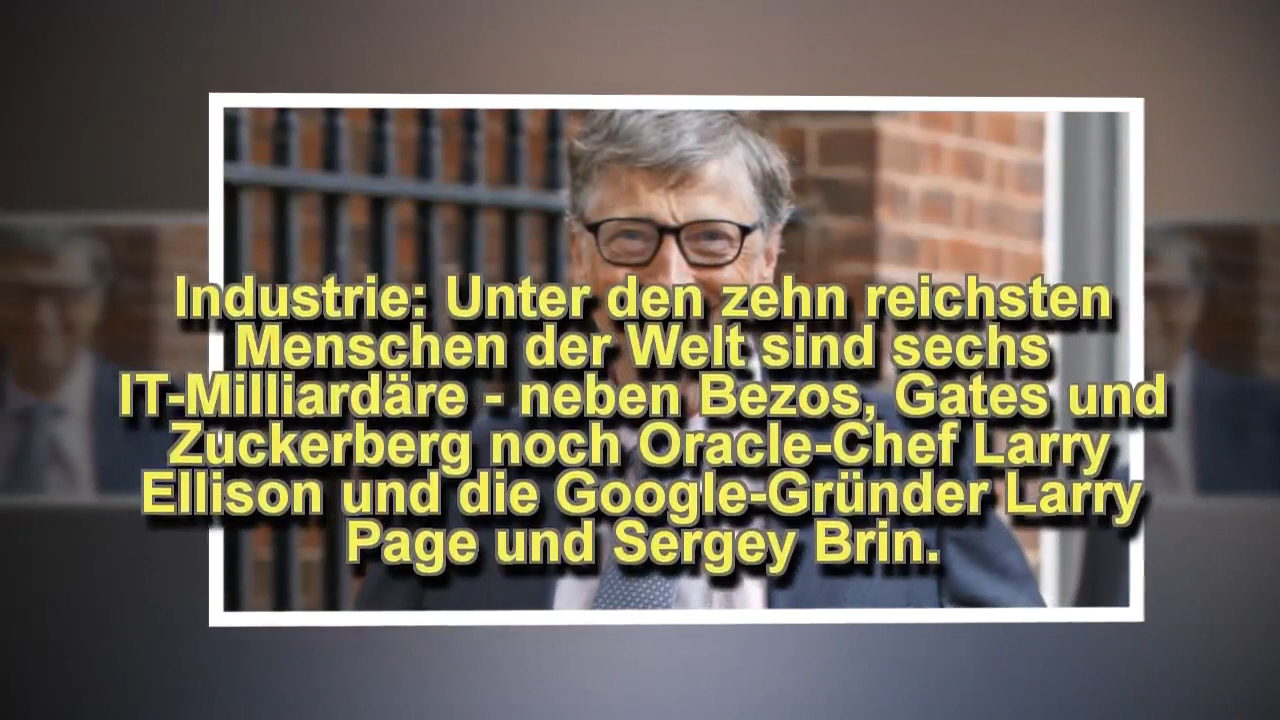 Industrie: Unter den zehn reichsten
Menschen der Welt sind sechs
IT-Milliardäre - neben Bezos, Gates und
Zuckerberg noch Oracle-Chef Larry
Ellison und die Google-Gründer Larry
Page und Sergey Brin.